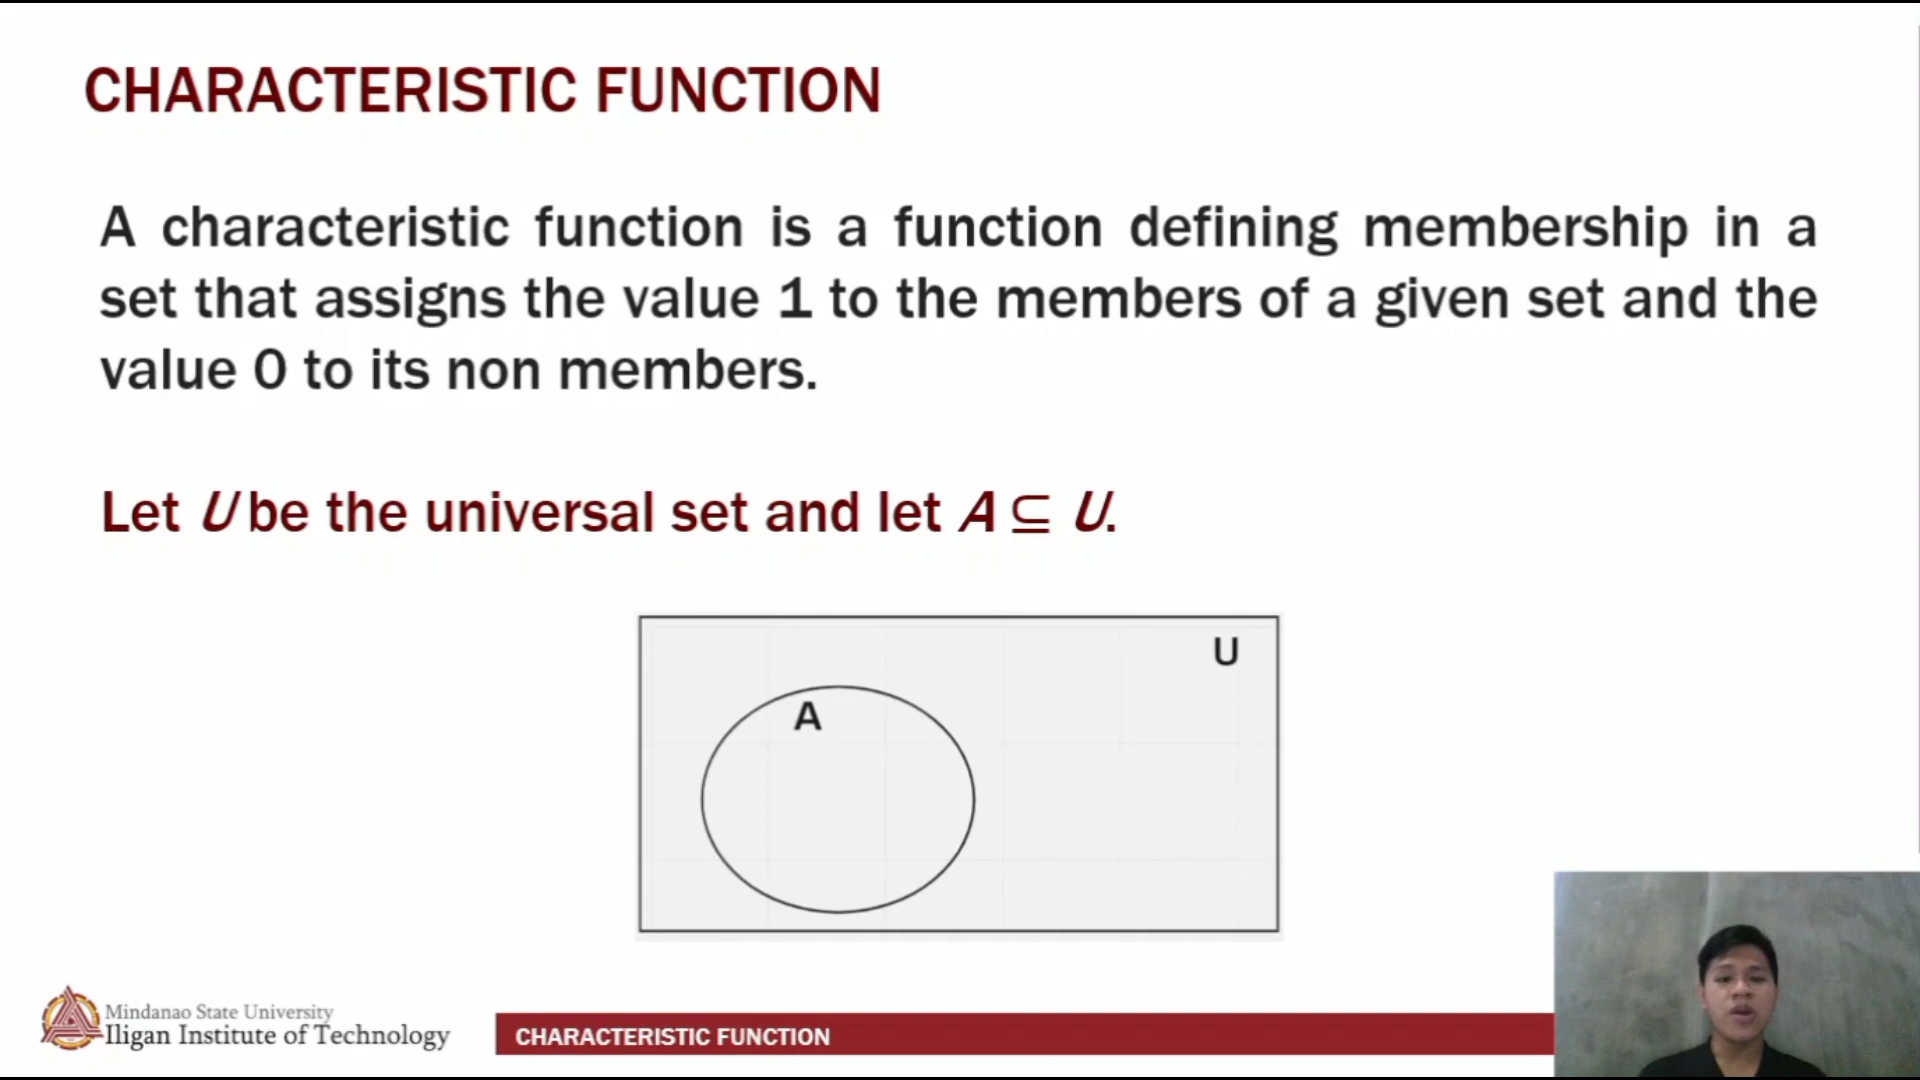 CHARACTERISTIC FUNCTION
A characteristic function is a function defining membership in a
set that assigns the value 1 to the members of a given set and the
value 0 to its non members.
Let U be the universal set and let A ⊆ U.
U
A
Mindanao State University
Iligan Institute of Technology
CHARACTERISTIC FUNCTION